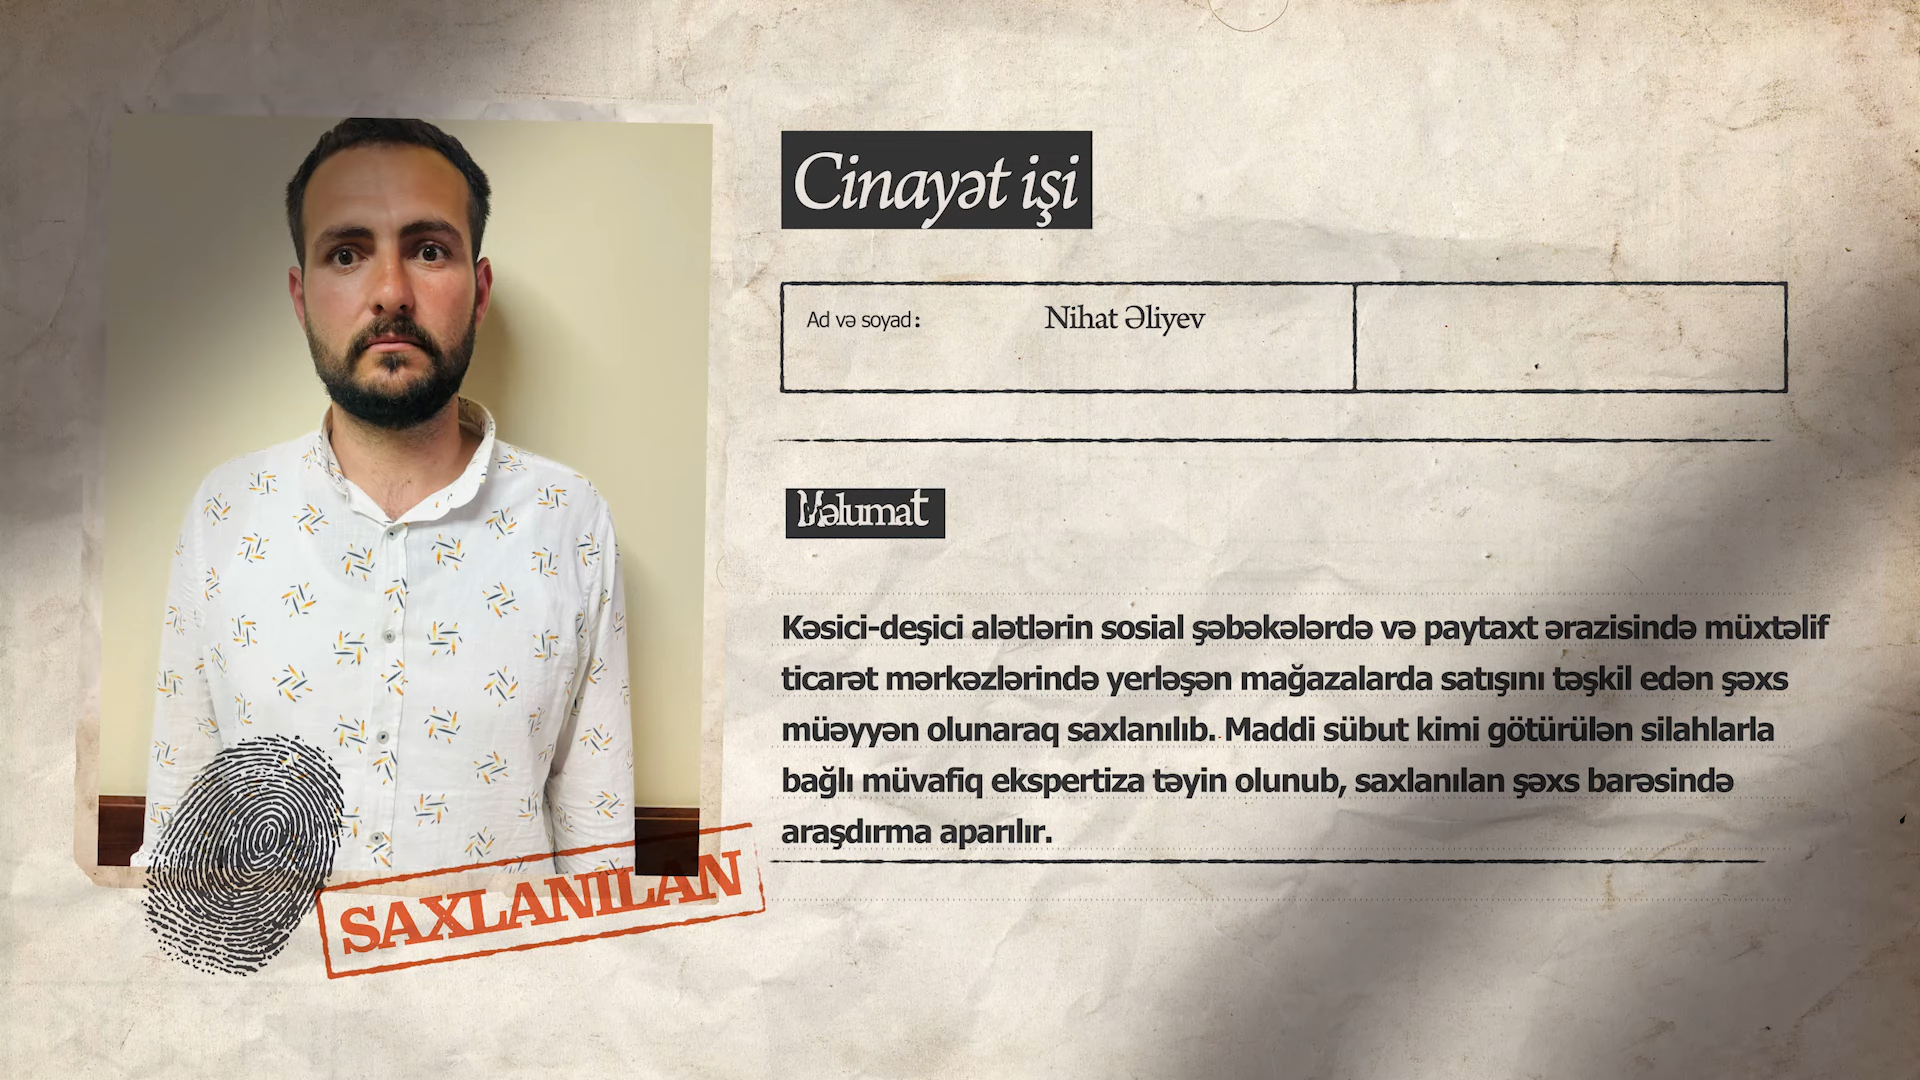 Cinayət işi
Ad və soyad: Nihat Əliyev
Məlumat
Kəsici-deşici alətlərin sosial şəbəkələrdə və paytaxt ərazisində müxtəlif
ticarət mərkəzlərində yerləşən mağazalarda satışını təşkil edən şəxs
müəyyən olunaraq saxlanılıb. Maddi sübut kimi götürülən silahlarla
bağlı müvafiq ekspertiza təyin olunub, saxlanılan şəxs barəsində
araşdırma aparılır.
SAXLANILAN